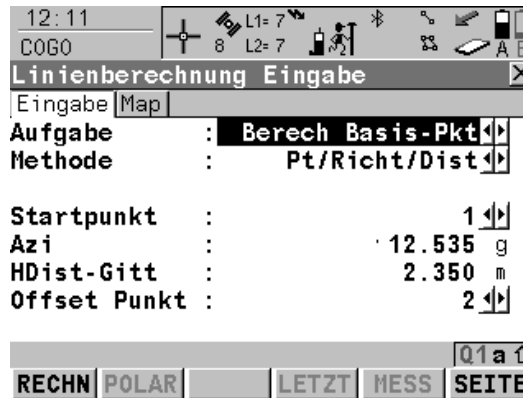 12:11 L1= 7
COGO 8 L2= 7 A
Linienberechnung Eingabe X
Eingabe Map
Aufgabe : Berech Basis-Pkt
Methode : Pt/Richt/Dist
Startpunkt : 1
Azi : 12.535 g
HDist-Gitt : 2.350 m
Offset Punkt : 2
Q1 a
RECHN POLAR LETZT MESS SEITE